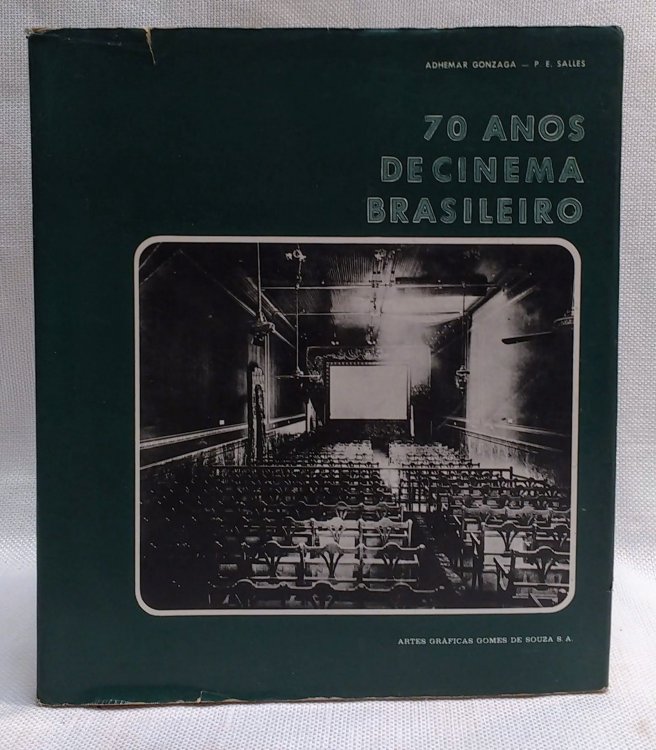 ADHEMAR GONZAGA — P. E. SALLES
70 ANOS
DE CINEMA
BRASILEIRO
ARTES GRÁFICAS GOMES DE SOUZA S. A.